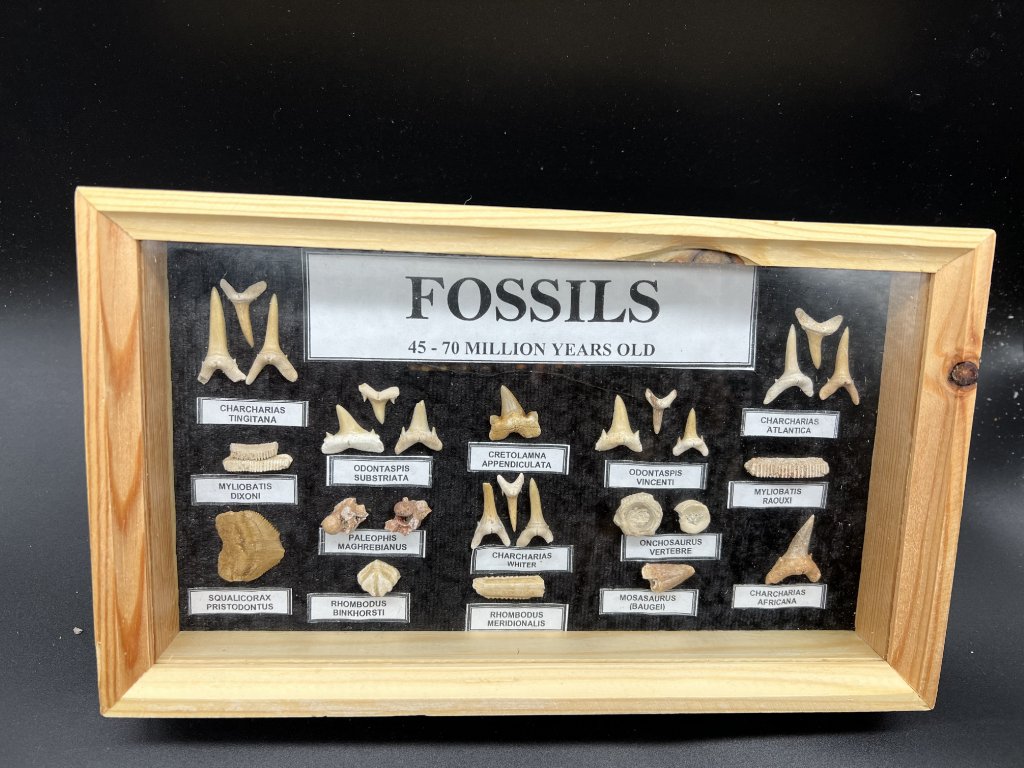 FOSSILS
45 - 70 MILLION YEARS OLD
CHARCHARIAS
TINGITANA
ODONTASPIS
SUBSTRIATA
CRETOLAMNA
APPENDICULATA
ODONTASPIS
VINCENTI
CHARCHARIAS
ATLANTICA
MYLIOBATIS
DIXONI
PALEOPHIS
MAGHREBIANUS
CHARCHARIAS
WHITER
ONCHOSAURUS
VERTEBRE
MYLIOBATIS
RAOUXI
SQUALICORAX
PRISTODONTUS
RHOMBODUS
BINKHORSTI
RHOMBODUS
MERIDIONALIS
MOSASAURUS
(BAUGEI)
CHARCHARIAS
AFRICANA